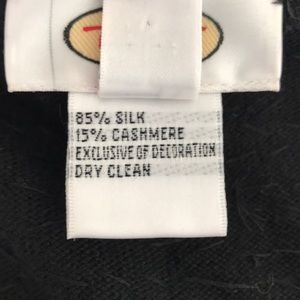 85% SILK
15% CASHMERE
EXCLUSIVE OF DECORATION
DRY CLEAN